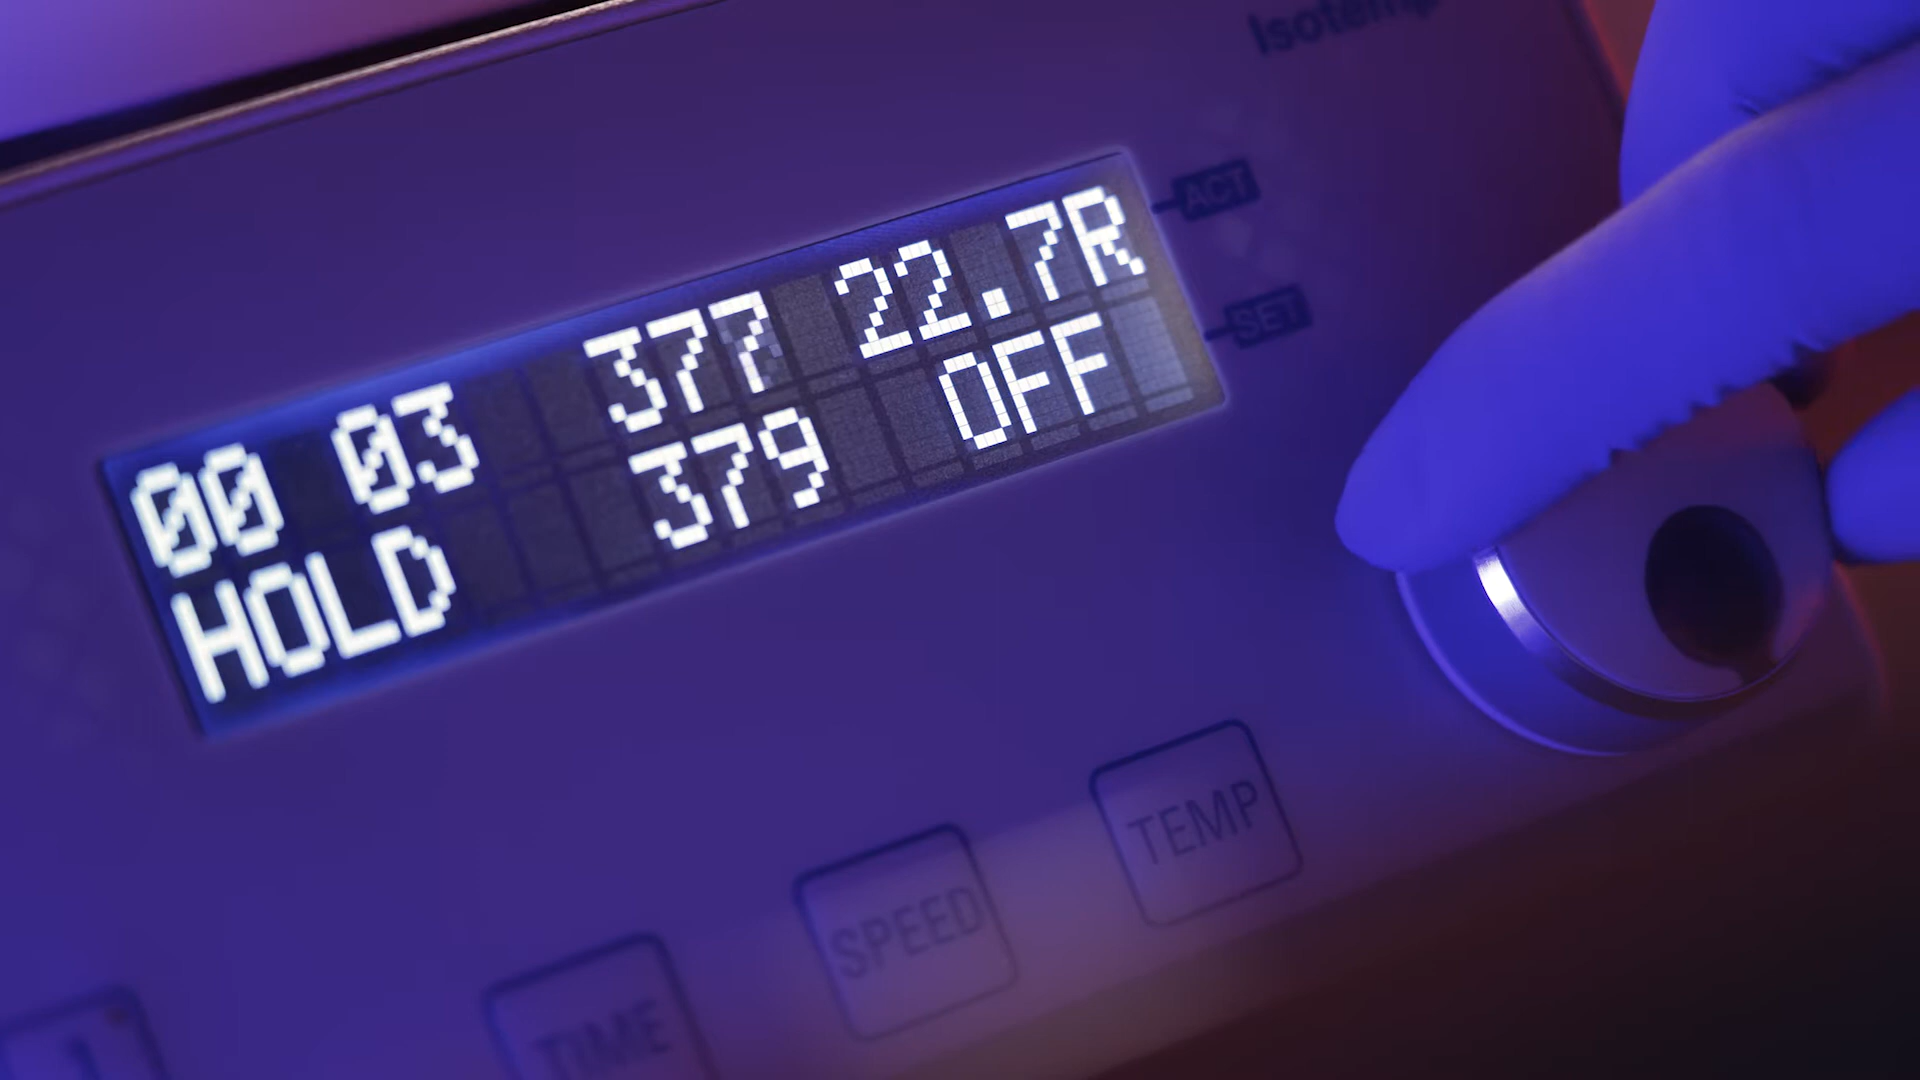 Isotemp
00 03 377 22.7R
ACT
HOLD 379 OFF
SET
TIME
SPEED
TEMP